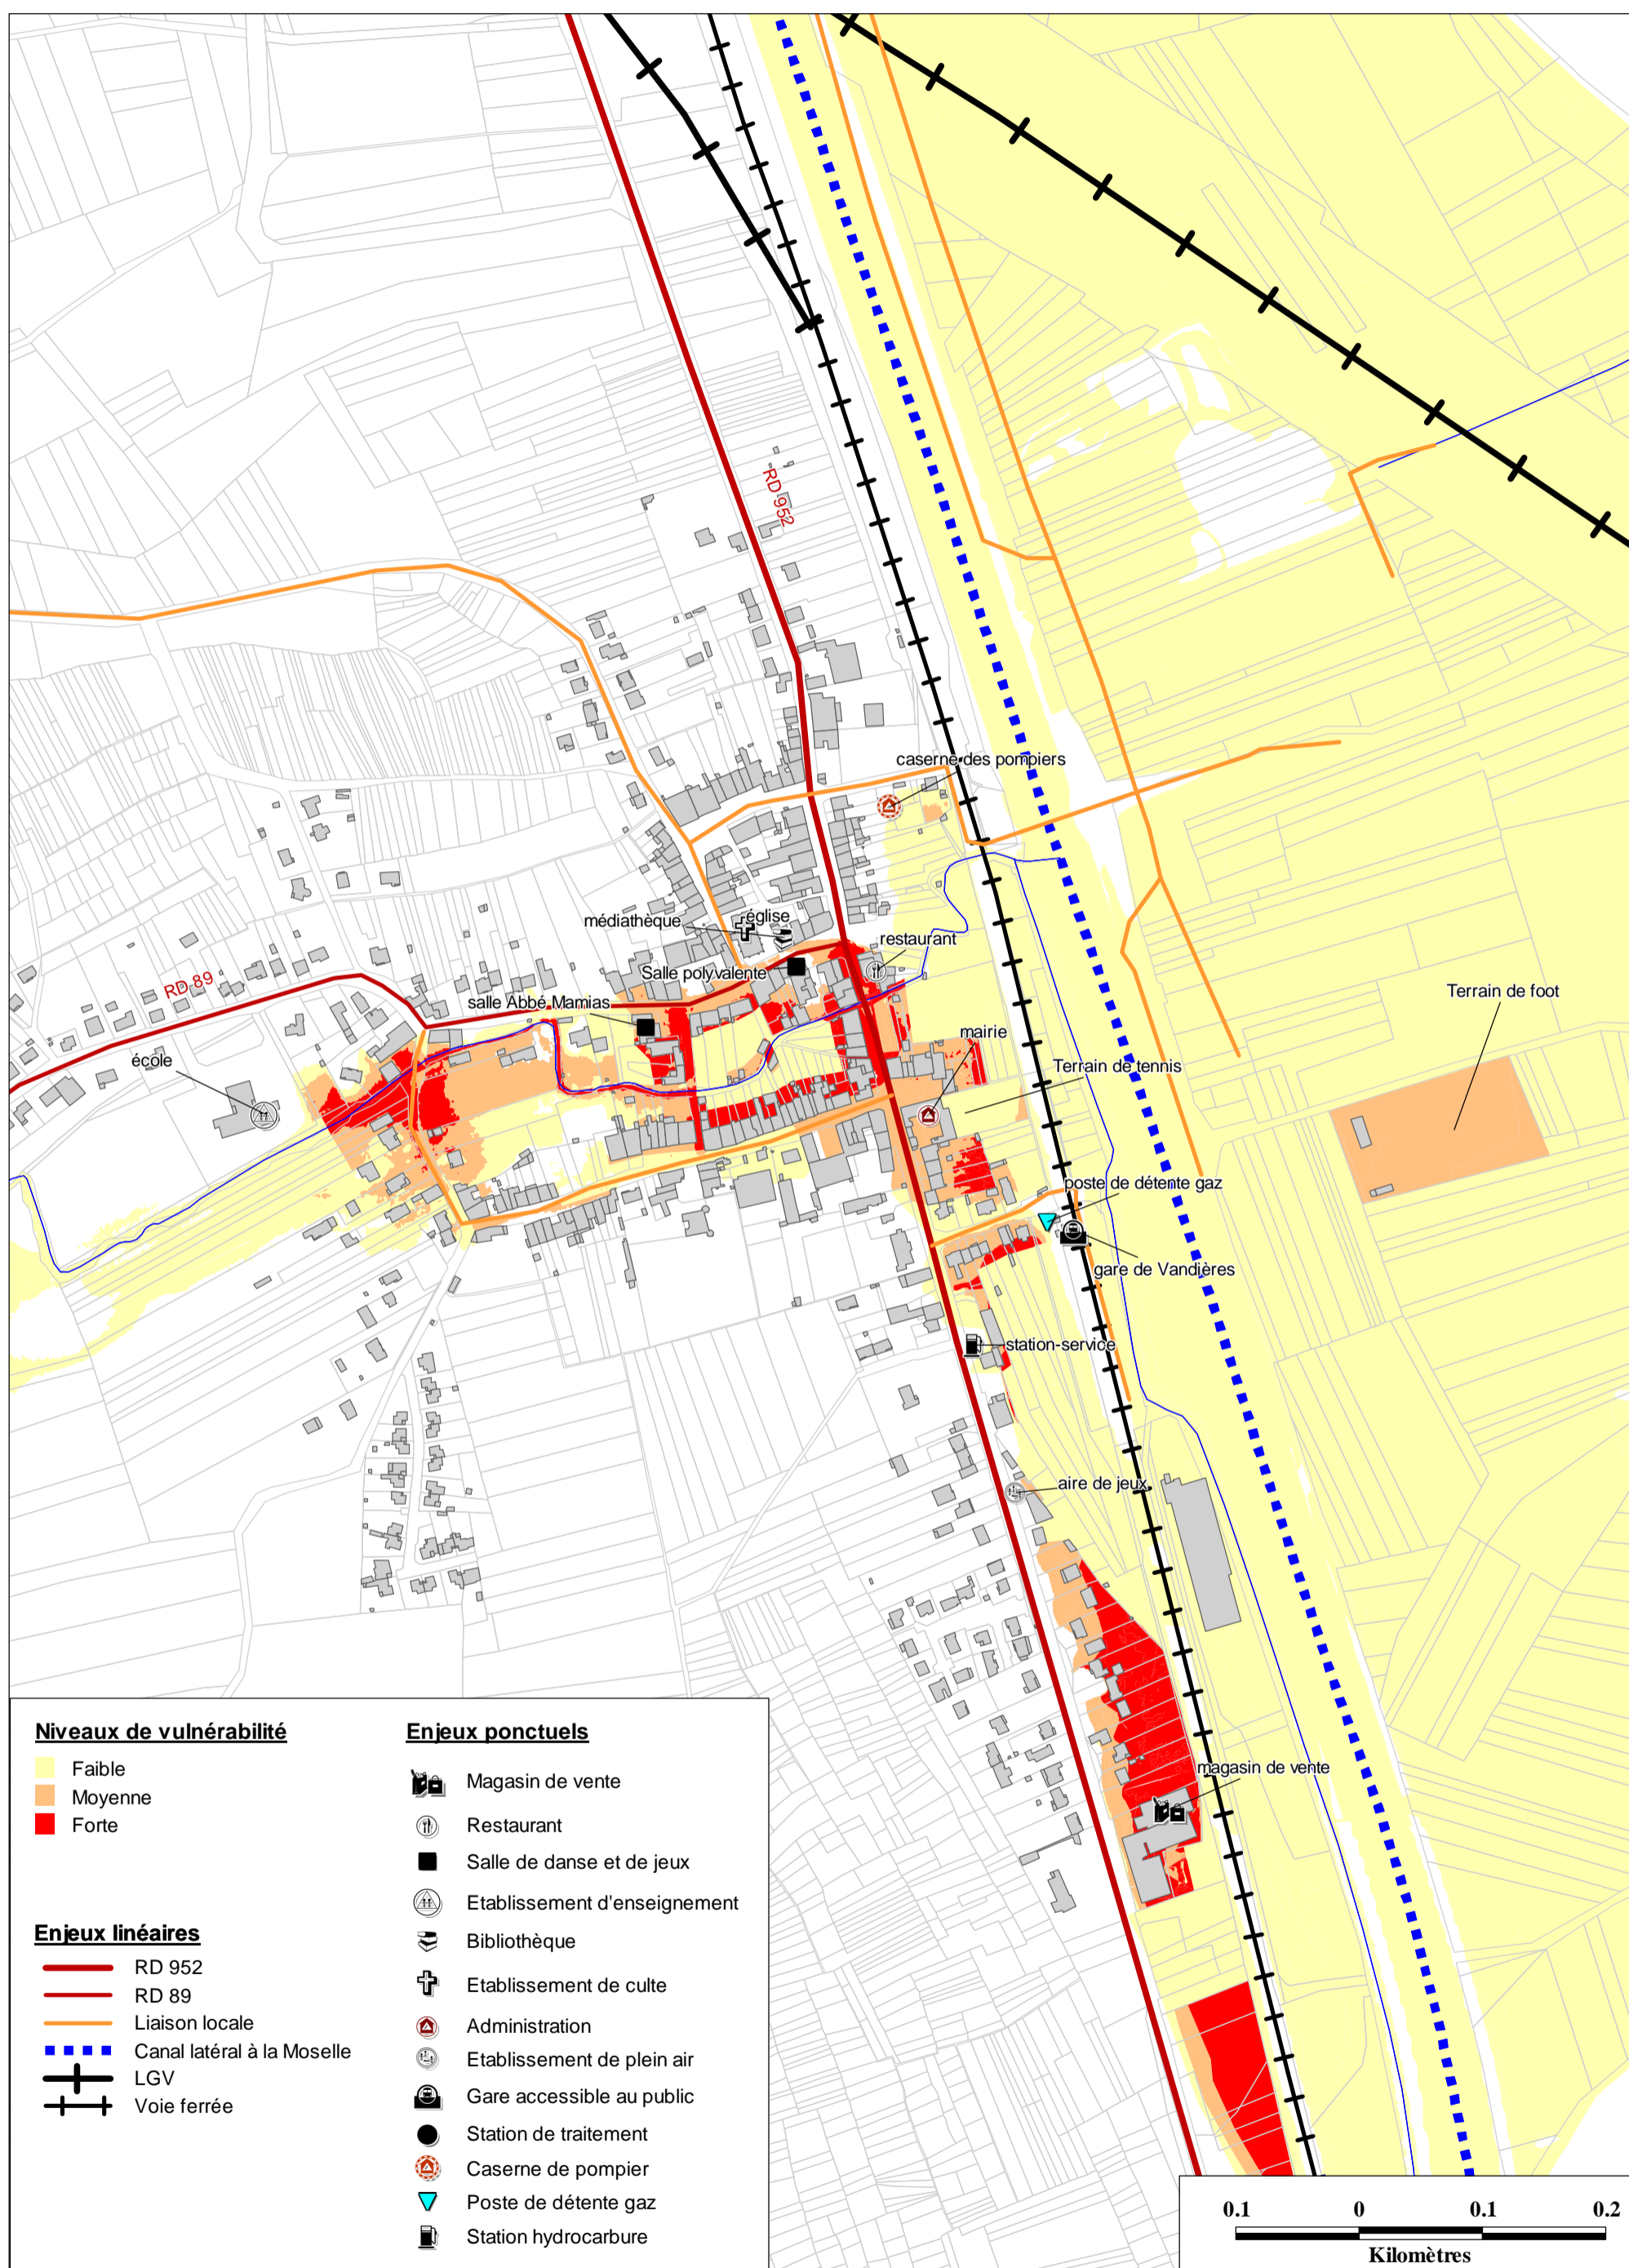 RD 952
caserne des pompiers
médiathèque
église
restaurant
Salle polyvalente
RD 89
Terrain de foot
salle Abbé Mamias
mairie
école
Terrain de tennis
poste de détente gaz
gare de Vandières
station-service
aire de jeux
magasin de vente
Niveaux de vulnérabilité
Faible
Moyenne
Forte
Enjeux linéaires
RD 952
RD 89
Liaison locale
Canal latéral à la Moselle
LGV
Voie ferrée
Enjeux ponctuels
Magasin de vente
Restaurant
Salle de danse et de jeux
Etablissement d'enseignement
Bibliothèque
Etablissement de culte
Administration
Etablissement de plein air
Gare accessible au public
Station de traitement
Caserne de pompier
Poste de détente gaz
Station hydrocarbure
0.1 0 0.1 0.2
Kilomètres